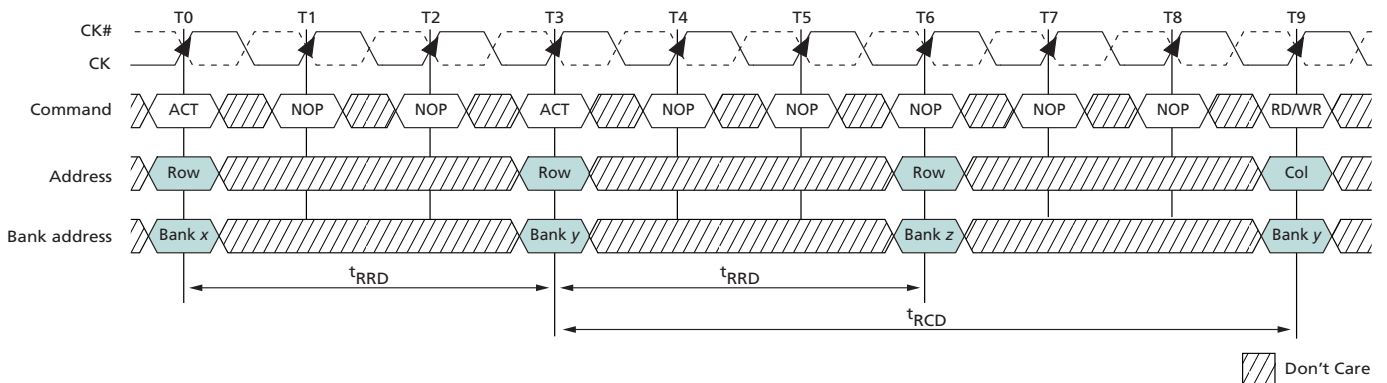 T0 T1 T2 T3 T4 T5 T6 T7 T8 T9
CK#
CK
Command ACT NOP NOP ACT NOP NOP NOP NOP NOP RD/WR
Address Row Row Row Col
Bank address Bank x Bank y Bank z Bank y
tRRD tRRD
tRCD
Don't Care